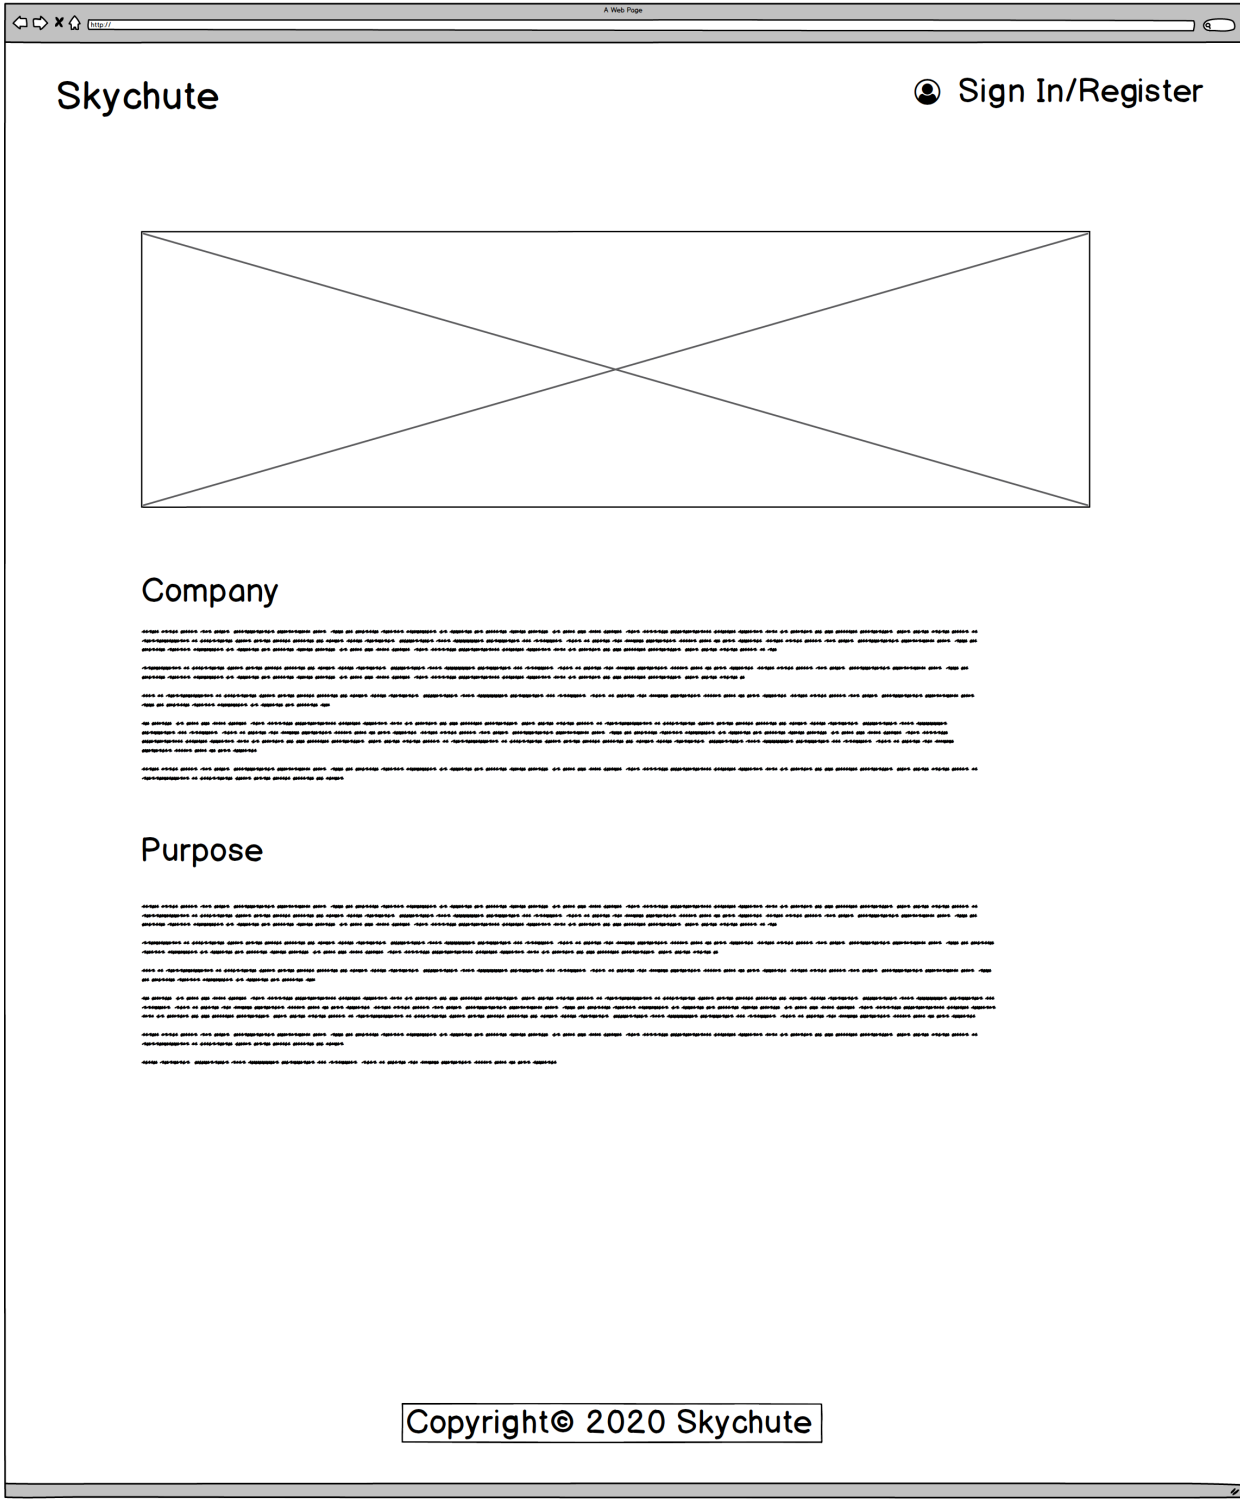 A Web Page
http://
Skychute
Sign In/Register
Company
Purpose
Copyright© 2020 Skychute